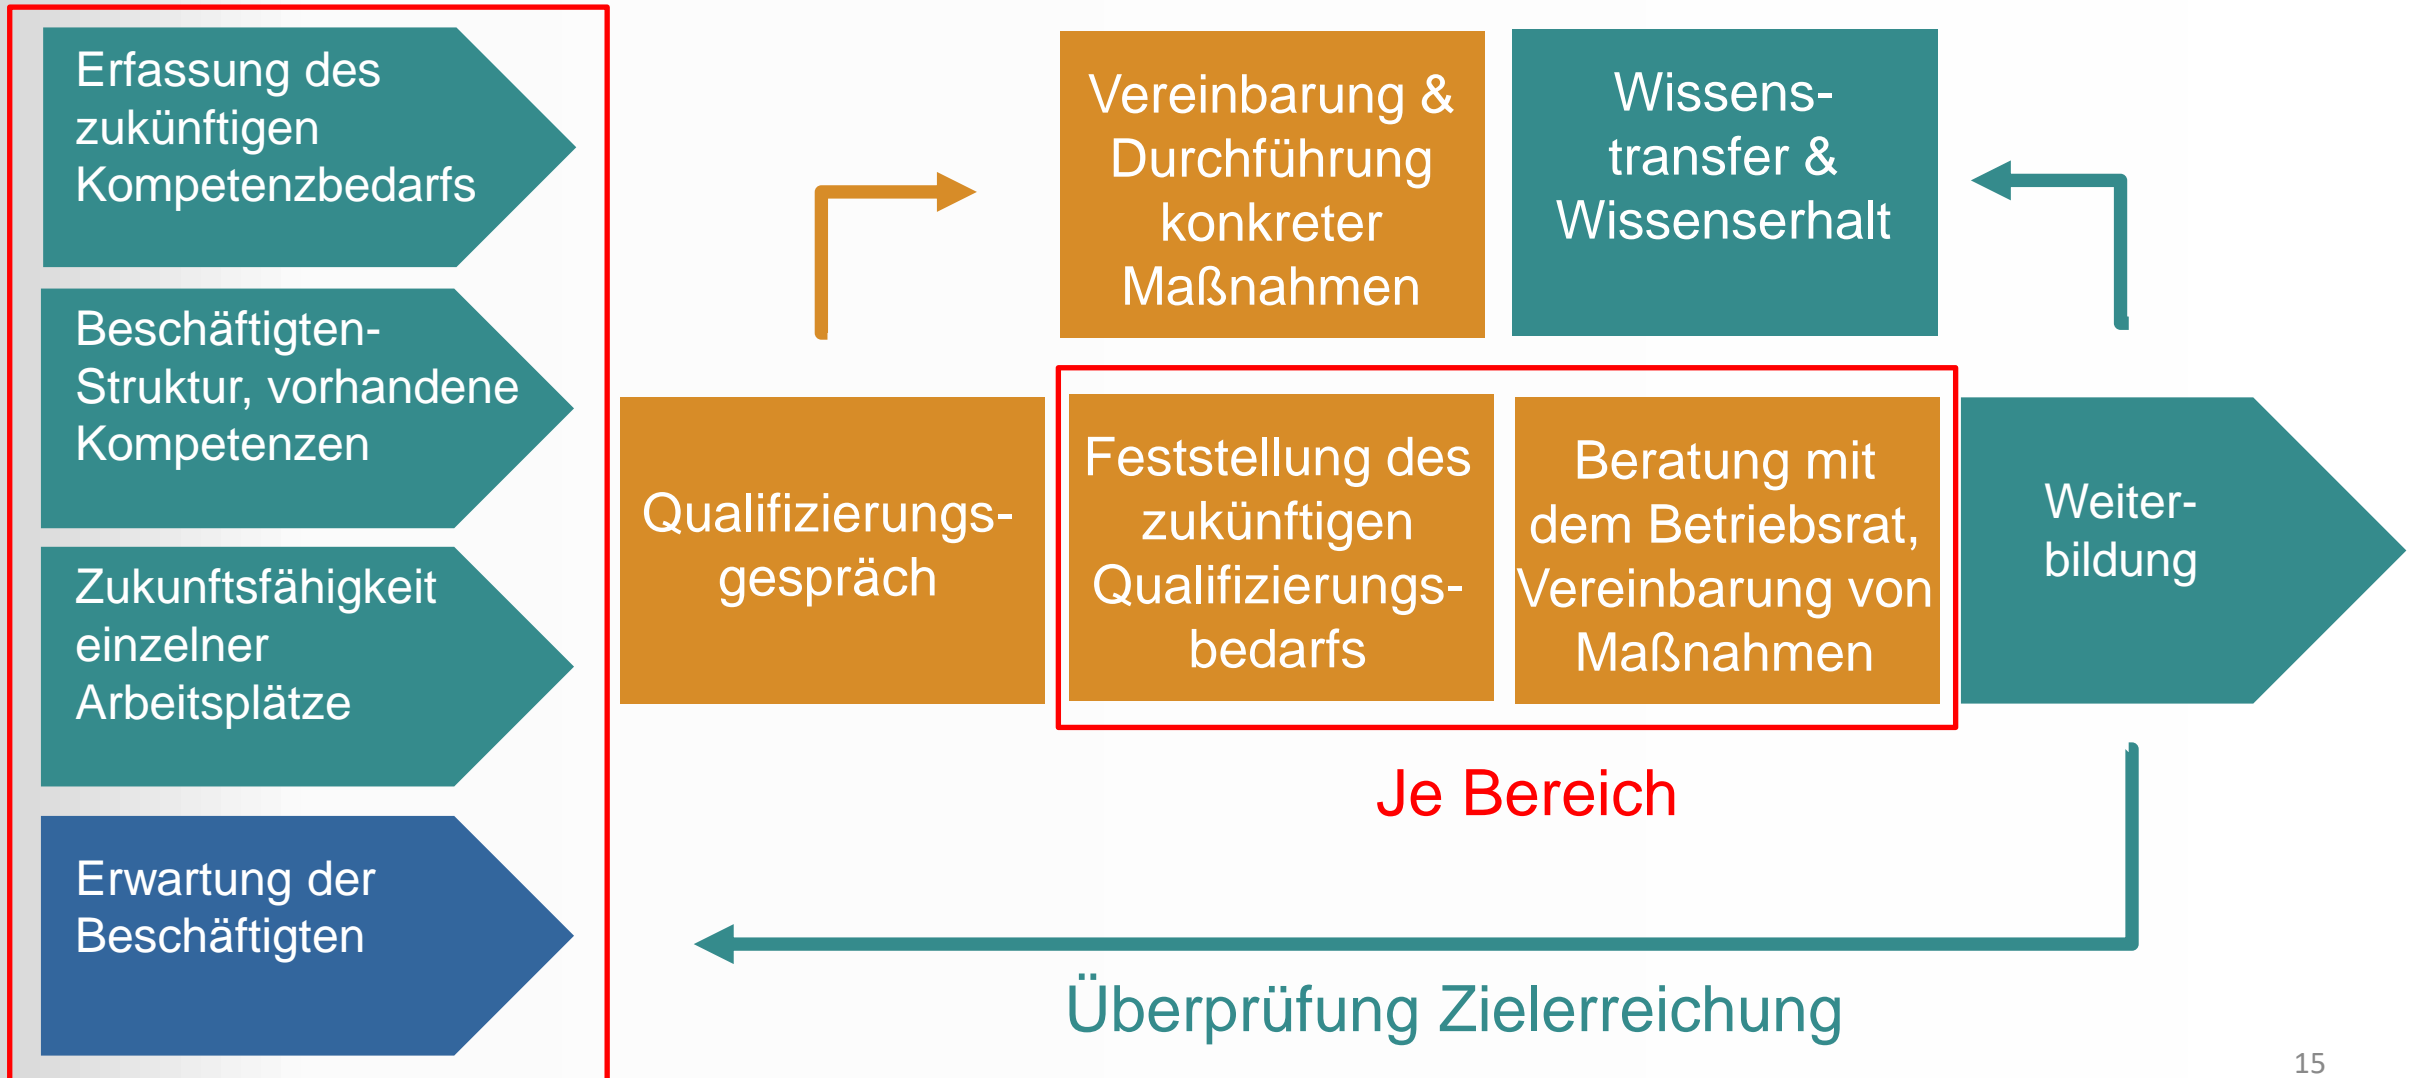 Erfassung des
zukünftigen
Kompetenzbedarfs
Beschäftigten-
Struktur, vorhandene
Kompetenzen
Zukunftsfähigkeit
einzelner
Arbeitsplätze
Erwartung der
Beschäftigten
Qualifizierungs-
gespräch
Vereinbarung &
Durchführung
konkreter
Maßnahmen
Wissens-
transfer &
Wissenserhalt
Feststellung des
zukünftigen
Qualifizierungs-
bedarfs
Beratung mit
dem Betriebsrat,
Vereinbarung von
Maßnahmen
Weiter-
bildung
Je Bereich
Überprüfung Zielerreichung
15